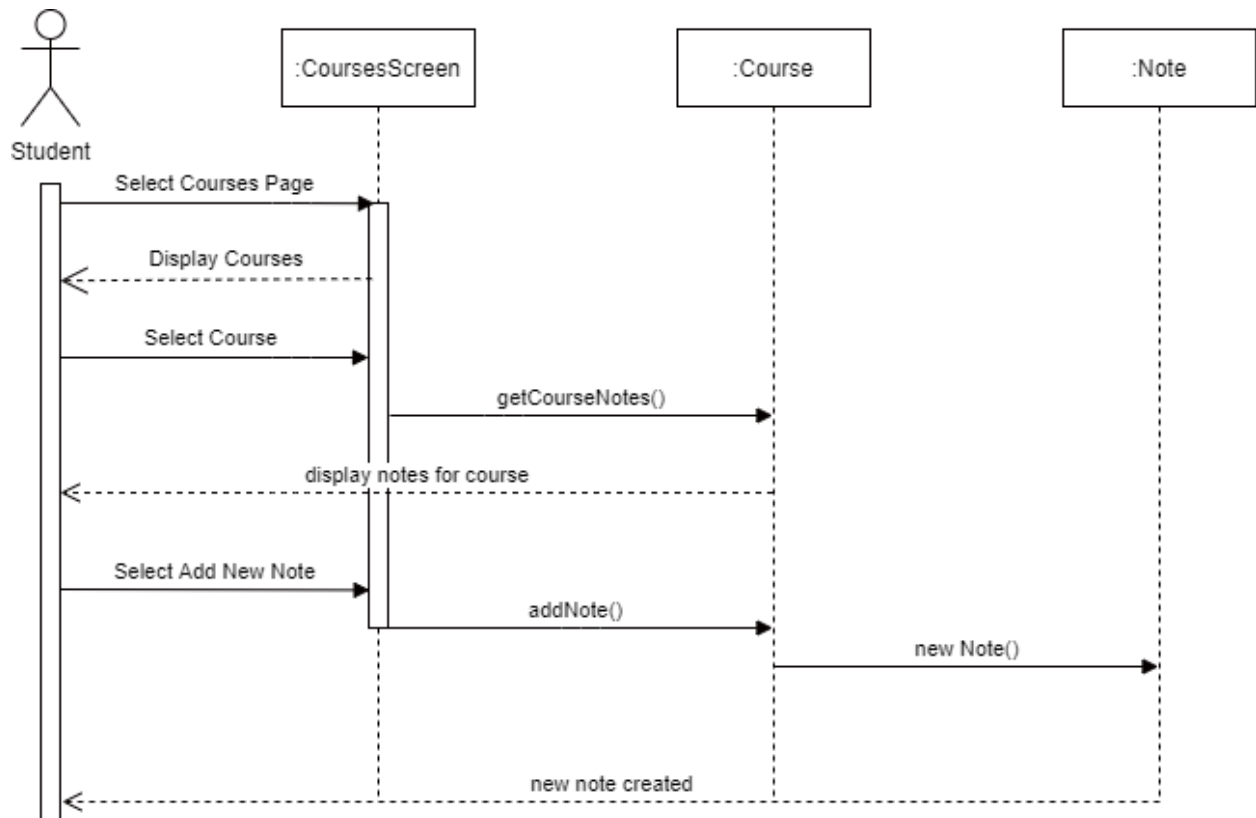 :CoursesScreen
:Course
:Note
Student
Select Courses Page
Display Courses
Select Course
getCourseNotes()
display notes for course
Select Add New Note
addNote()
new Note()
new note created